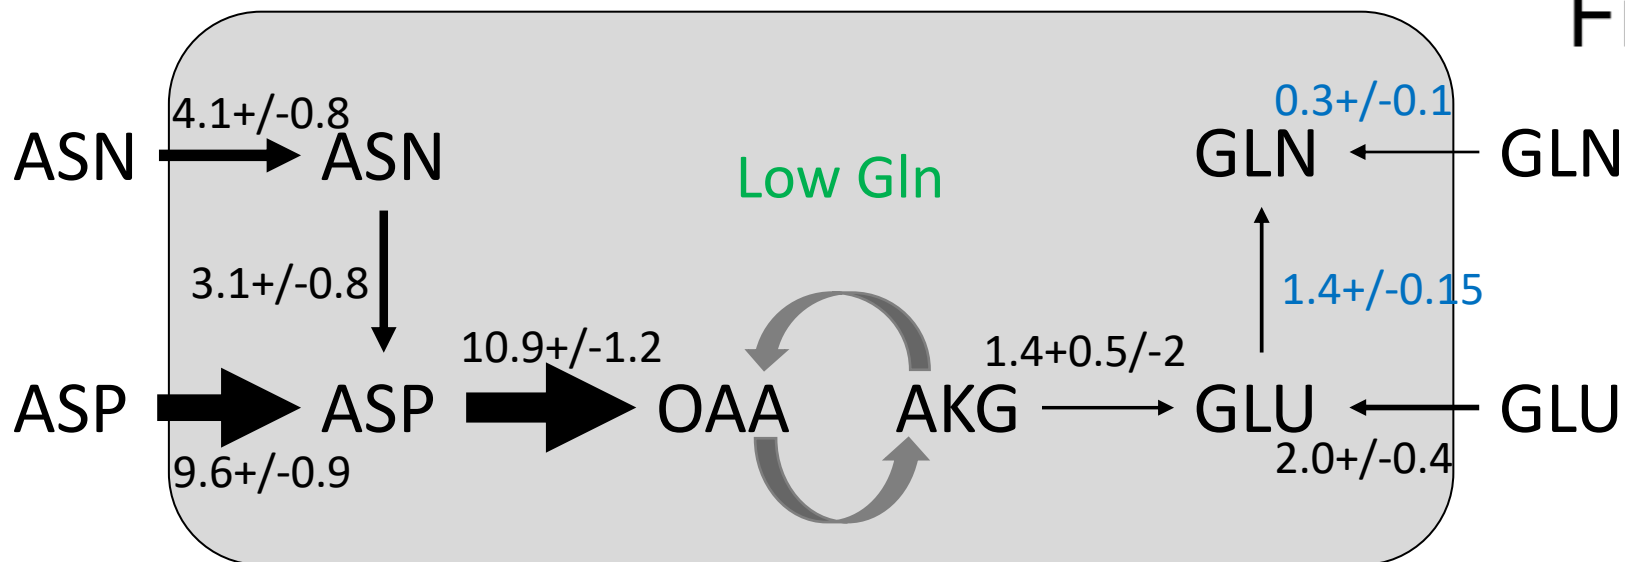 4.1+/-0.8
0.3+/-0.1
ASN ASN GLN GLN
Low Gln
3.1+/-0.8
1.4+/-0.15
10.9+/-1.2
1.4+0.5/-2
ASP ASP OAA AKG GLU GLU
9.6+/-0.9
2.0+/-0.4